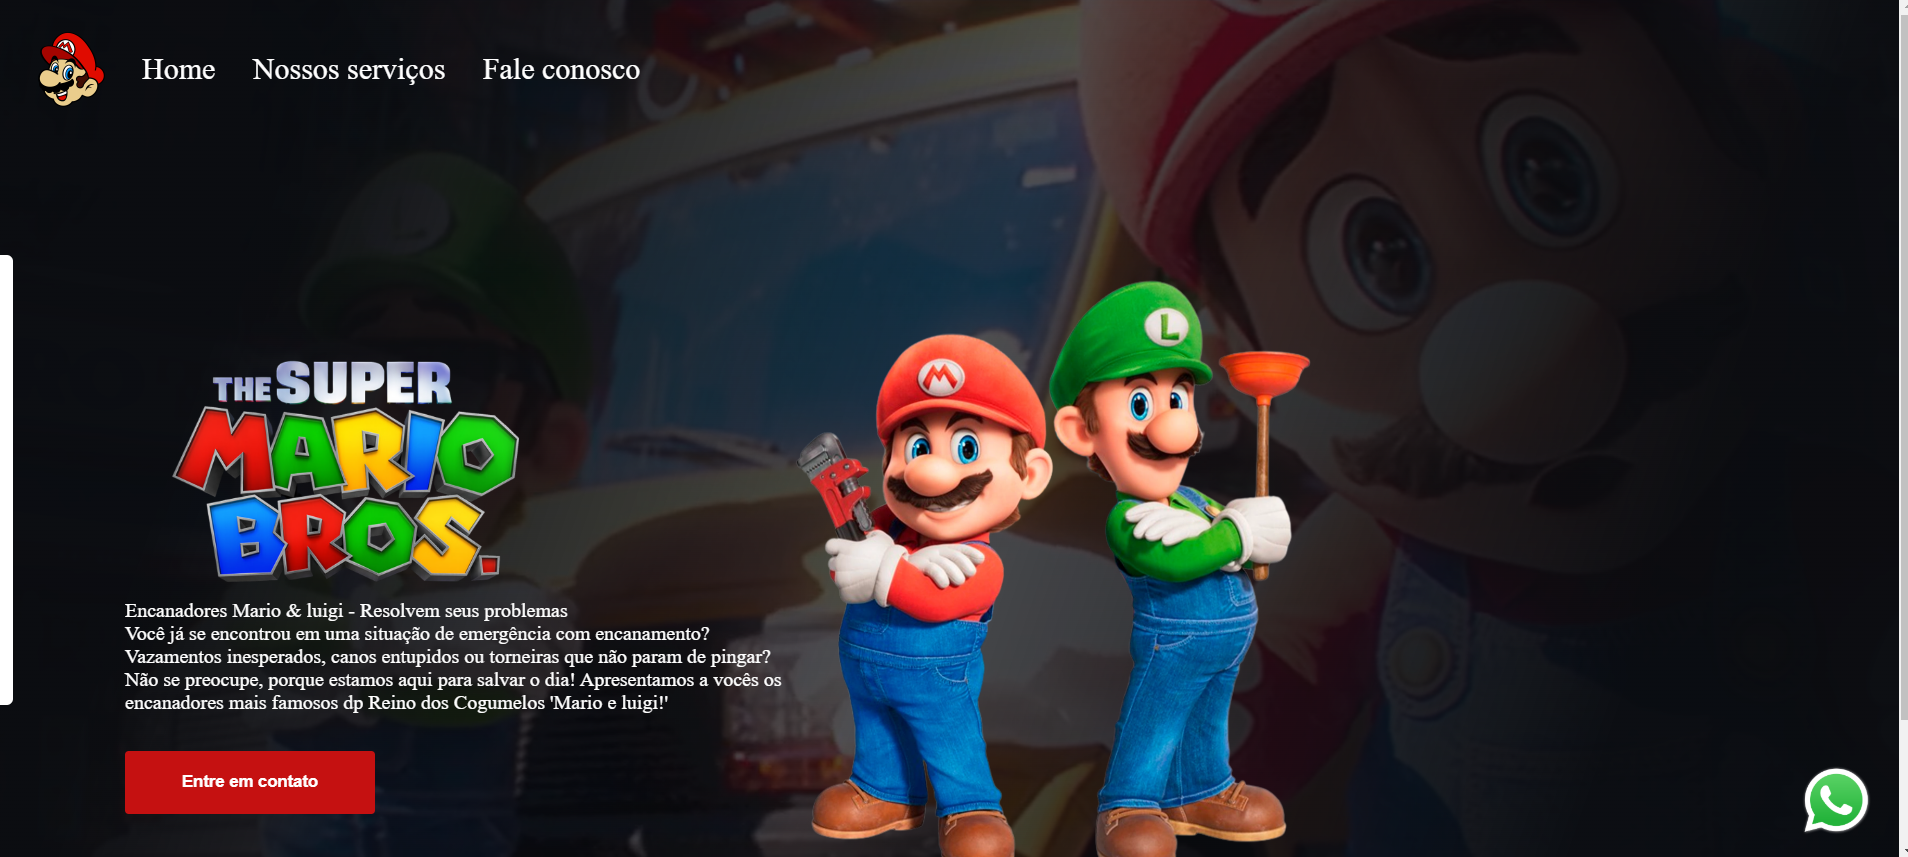 Home Nossos serviços Fale conosco
THE SUPER
MARIO
BROS.
M
L
Encanadores Mario & luigi - Resolvem seus problemas
Você já se encontrou em uma situação de emergência com encanamento?
Vazamentos inesperados, canos entupidos ou torneiras que não param de pingar?
Não se preocupe, porque estamos aqui para salvar o dia! Apresentamos a vocês os
encanadores mais famosos dp Reino dos Cogumelos 'Mario e luigi!'
Entre em contato